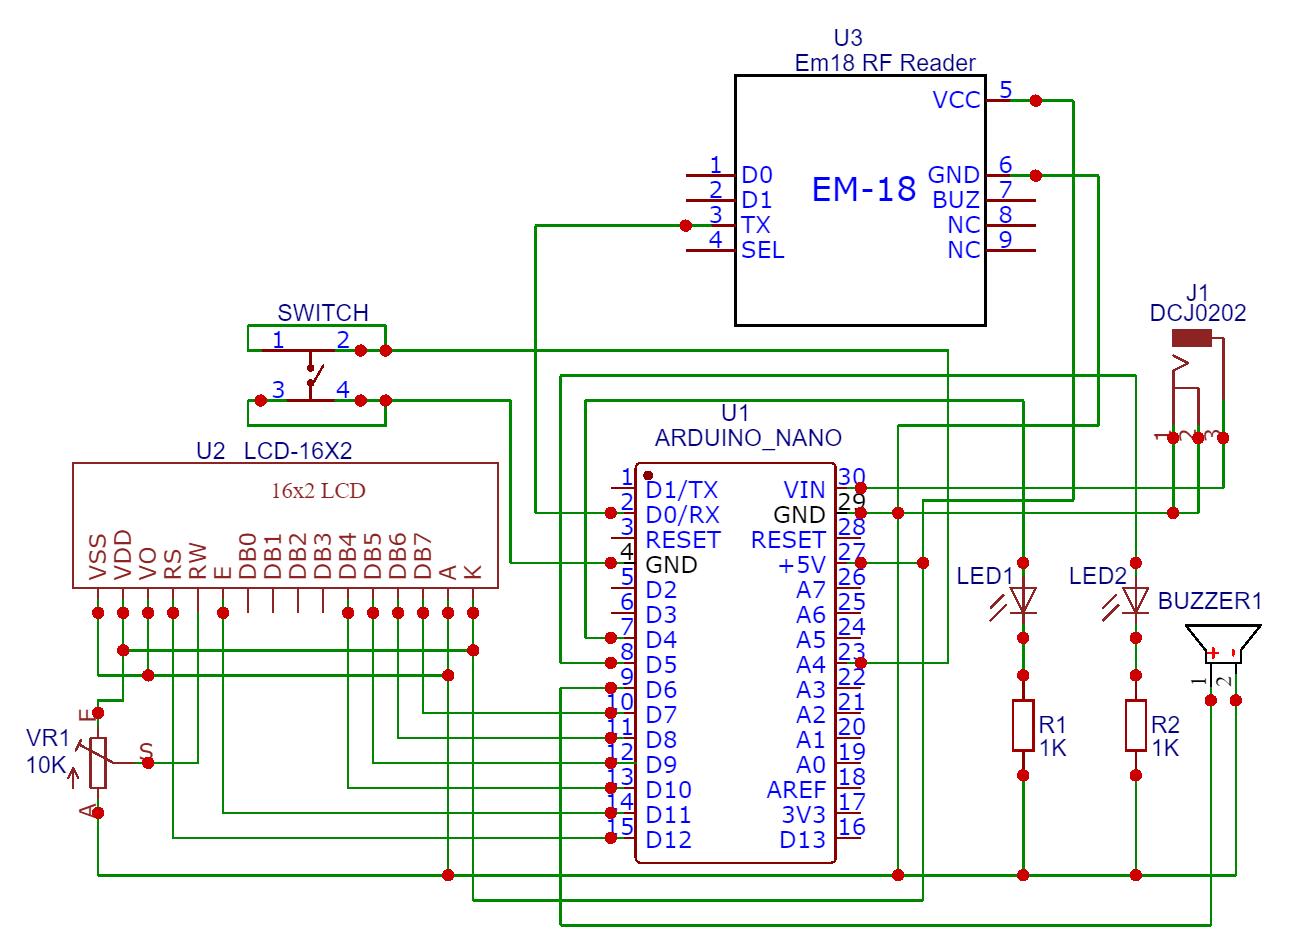 U3
Em18 RF Reader
VCC 5
1 D0
2 D1
3 TX
4 SEL
EM-18
GND 6
BUZ 7
NC 8
NC 9
SWITCH
1 2
3 4
J1
DCJ0202
1 2 3
U2 LCD-16X2
16x2 LCD
VSS
VDD
VO
RS
RW
E
DB0
DB1
DB2
DB3
DB4
DB5
DB6
DB7
A
K
U1
ARDUINO_NANO
1 D1/TX
2 D0/RX
3 RESET
4 GND
5 D2
6 D3
7 D4
8 D5
9 D6
10 D7
11 D8
12 D9
13 D10
14 D11
15 D12
VIN 30
GND 29
RESET 28
+5V 27
A7 26
A6 25
A5 24
A4 23
A3 22
A2 21
A1 20
A0 19
AREF 18
3V3 17
D13 16
E
VR1
10K
S
A
LED1
LED2
BUZZER1
+ -
1 2
R1
1K
R2
1K